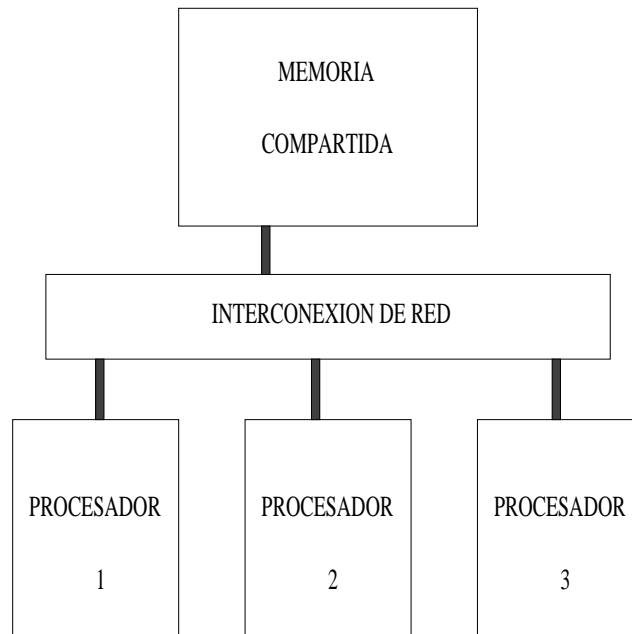 MEMORIA
COMPARTIDA
INTERCONEXION DE RED
PROCESADOR
1
PROCESADOR
2
PROCESADOR
3